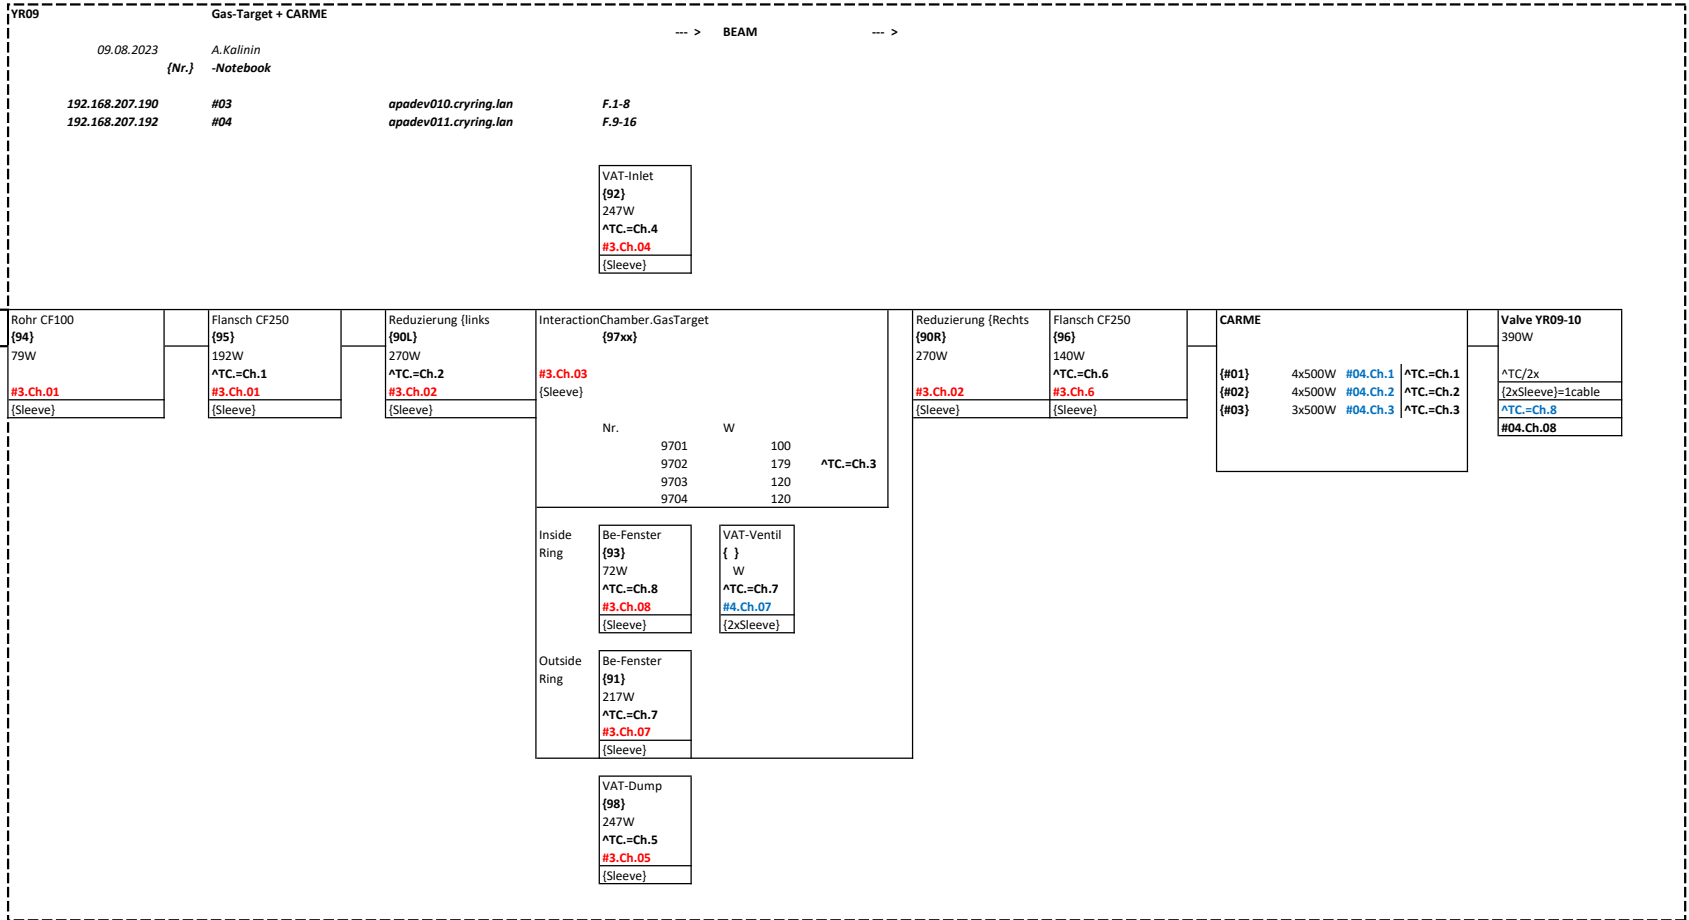 YR09 Gas-Target + CARME
--- > BEAM --- >
09.08.2023 A.Kalinin
{Nr.} -Notebook
192.168.207.190 #03 apadev010.cryring.lan F.1-8
192.168.207.192 #04 apadev011.cryring.lan F.9-16
VAT-Inlet
{92}
247W
^TC.=Ch.4
#3.Ch.04
{Sleeve}
Rohr CF100
{94}
79W
#3.Ch.01
{Sleeve}
Flansch CF250
{95}
192W
^TC.=Ch.1
#3.Ch.01
{Sleeve}
Reduzierung {links
{90L}
270W
^TC.=Ch.2
#3.Ch.02
{Sleeve}
InteractionChamber.GasTarget
{97xx}
#3.Ch.03
{Sleeve}
Nr. W
9701 100
9702 179 ^TC.=Ch.3
9703 120
9704 120
Inside
Ring
Be-Fenster
{93}
72W
^TC.=Ch.8
#3.Ch.08
{Sleeve}
VAT-Ventil
{ }
W
^TC.=Ch.7
#4.Ch.07
{2xSleeve}
Outside
Ring
Be-Fenster
{91}
217W
^TC.=Ch.7
#3.Ch.07
{Sleeve}
VAT-Dump
{98}
247W
^TC.=Ch.5
#3.Ch.05
{Sleeve}
Reduzierung {Rechts
{90R}
270W
#3.Ch.02
{Sleeve}
Flansch CF250
{96}
140W
^TC.=Ch.6
#3.Ch.6
{Sleeve}
CARME
{#01} 4x500W #04.Ch.1 ^TC.=Ch.1
{#02} 4x500W #04.Ch.2 ^TC.=Ch.2
{#03} 3x500W #04.Ch.3 ^TC.=Ch.3
Valve YR09-10
390W
^TC/2x
{2xSleeve}=1cable
^TC.=Ch.8
#04.Ch.08